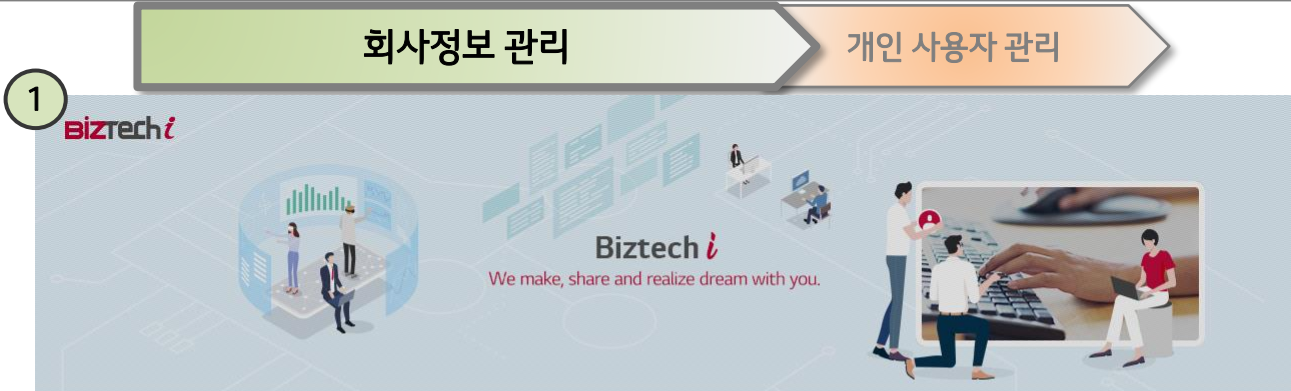 회사정보 관리
개인 사용자 관리
1
BizTech i
Biztech i
We make, share and realize dream with you.